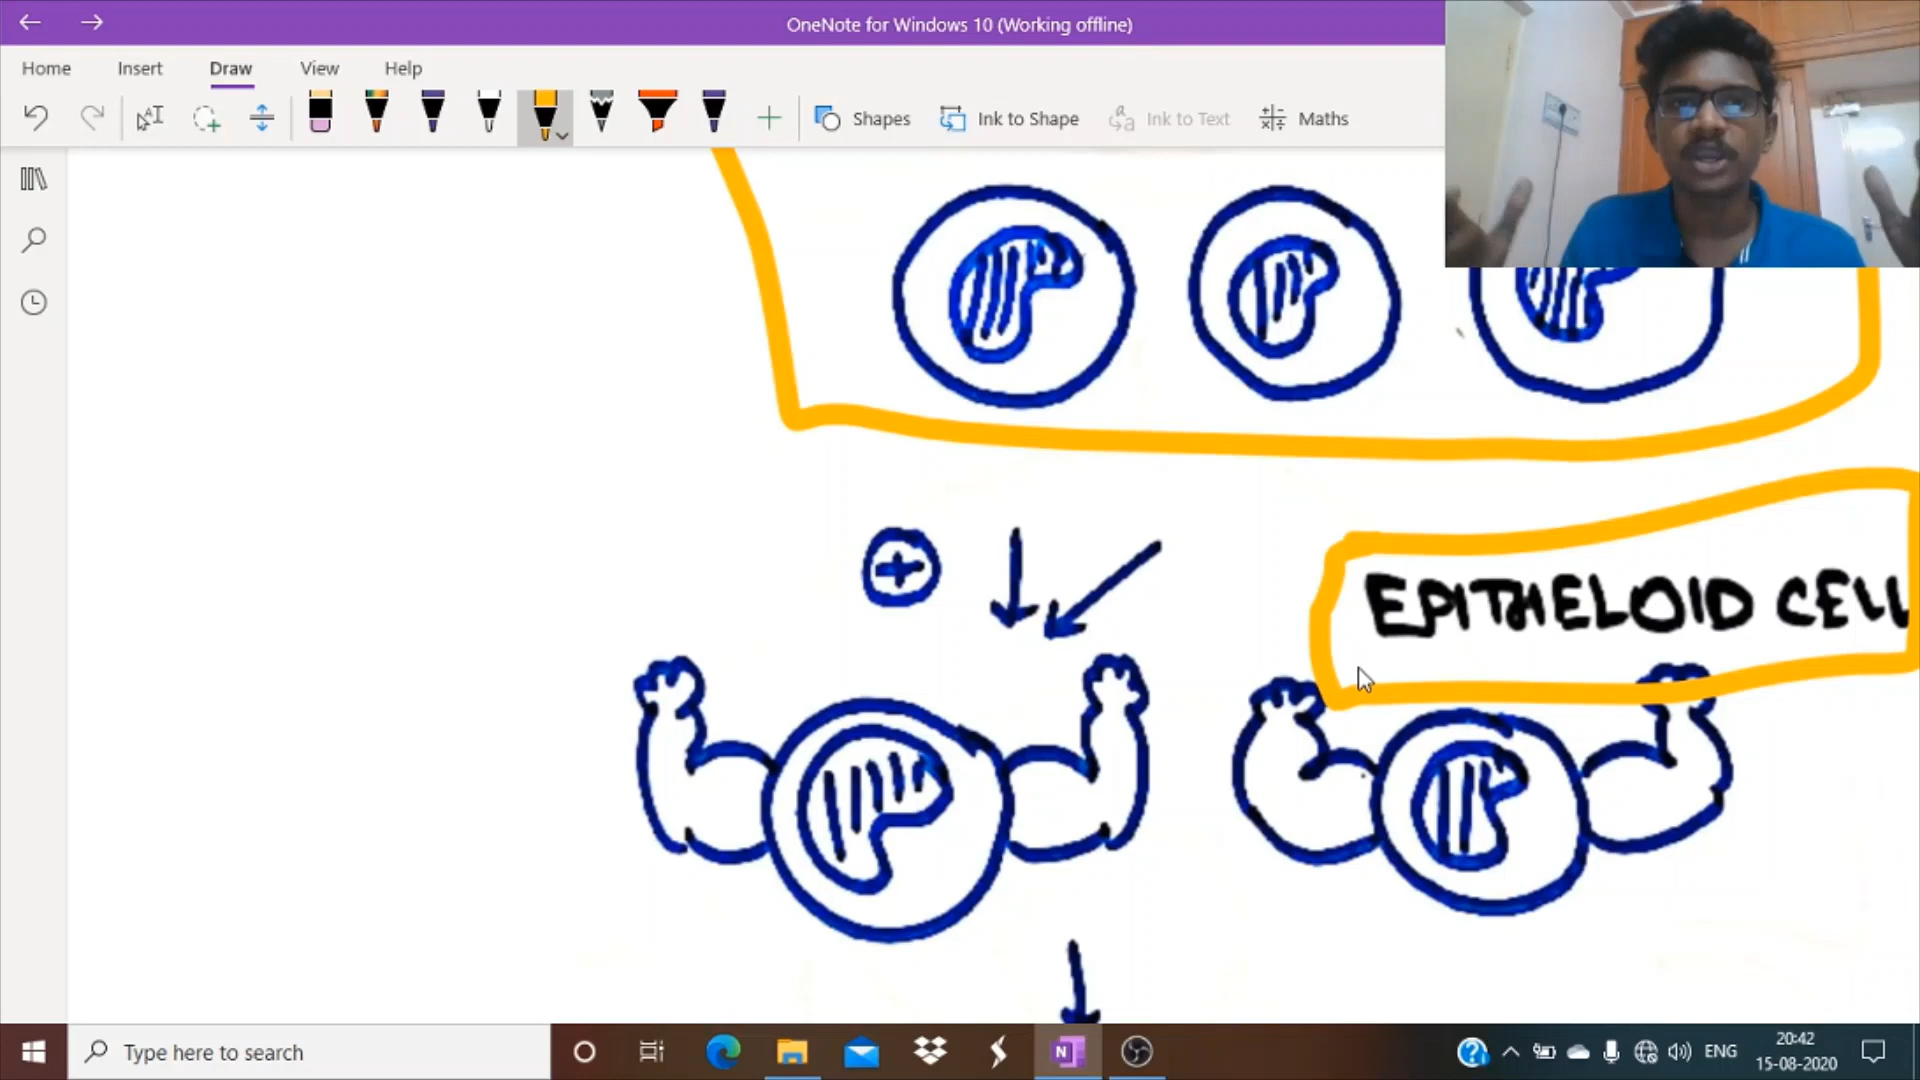 OneNote for Windows 10 (Working offline)
Home Insert Draw View Help
Shapes Ink to Shape Ink to Text Maths
EPITHELOID CELL
Type here to search
ENG
20:42
15-08-2020